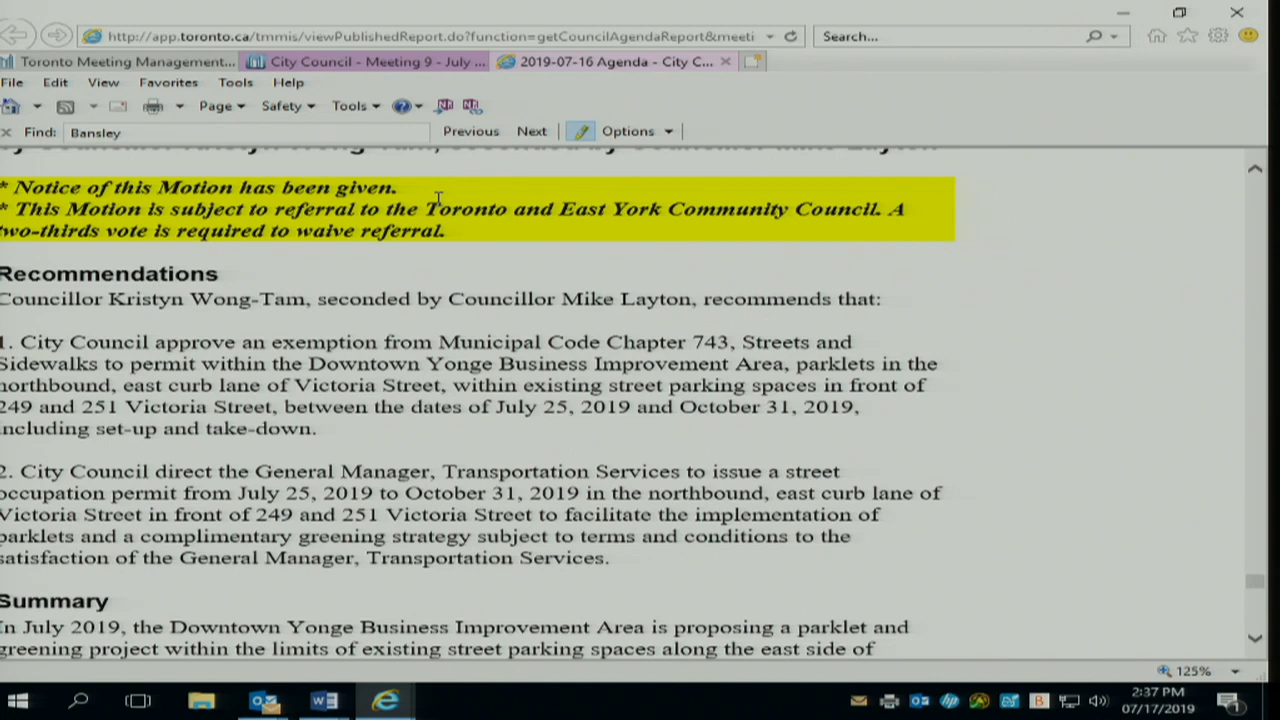 http://app.toronto.ca/tmmis/viewPublishedReport.do?function=getCouncilAgendaReport&meeti
Search...
Toronto Meeting Management...
City Council - Meeting 9 - July ...
2019-07-16 Agenda - City C...
File Edit View Favorites Tools Help
Page Safety Tools
x Find: Bansley Previous Next Options
* Notice of this Motion has been given.
* This Motion is subject to referral to the Toronto and East York Community Council. A
two-thirds vote is required to waive referral.
Recommendations
Councillor Kristyn Wong-Tam, seconded by Councillor Mike Layton, recommends that:
1. City Council approve an exemption from Municipal Code Chapter 743, Streets and
Sidewalks to permit within the Downtown Yonge Business Improvement Area, parklets in the
northbound, east curb lane of Victoria Street, within existing street parking spaces in front of
249 and 251 Victoria Street, between the dates of July 25, 2019 and October 31, 2019,
including set-up and take-down.
2. City Council direct the General Manager, Transportation Services to issue a street
occupation permit from July 25, 2019 to October 31, 2019 in the northbound, east curb lane of
Victoria Street in front of 249 and 251 Victoria Street to facilitate the implementation of
parklets and a complimentary greening strategy subject to terms and conditions to the
satisfaction of the General Manager, Transportation Services.
Summary
In July 2019, the Downtown Yonge Business Improvement Area is proposing a parklet and
greening project within the limits of existing street parking spaces along the east side of
125%
2:37 PM
07/17/2019